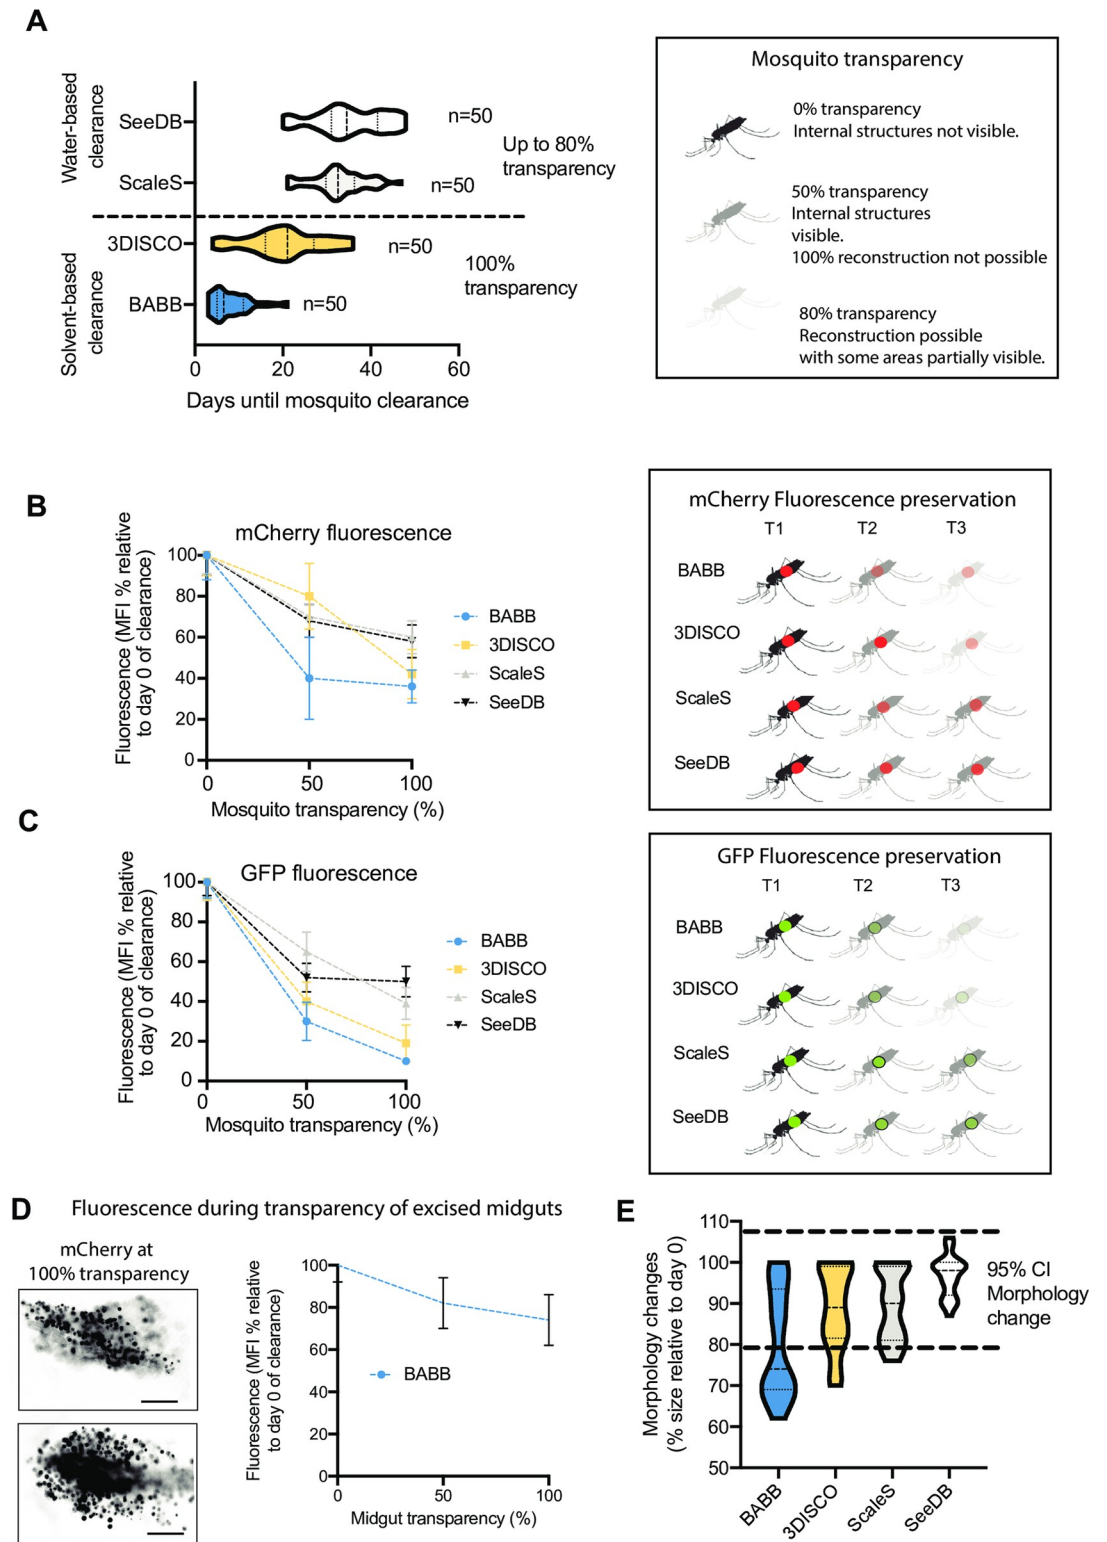 A
Water-based
clearance
Solvent-based
clearance
SeeDB
n=50
ScaleS
n=50
Up to 80%
transparency
3DISCO
n=50
BABB
n=50
100%
transparency
0
20
40
60
Days until mosquito clearance
Mosquito transparency
0% transparency
Internal structures not visible.
50% transparency
Internal structures
visible.
100% reconstruction not possible
80% transparency
Reconstruction possible
with some areas partially visible.
B
mCherry fluorescence
Fluorescence (MFI % relative
to day 0 of clearance)
100
80
60
40
20
0
0
50
100
Mosquito transparency (%)
BABB
3DISCO
ScaleS
SeeDB
mCherry Fluorescence preservation
T1
T2
T3
BABB
3DISCO
ScaleS
SeeDB
C
GFP fluorescence
Fluorescence (MFI % relative
to day 0 of clearance)
100
80
60
40
20
0
0
50
100
Mosquito transparency (%)
BABB
3DISCO
ScaleS
SeeDB
GFP Fluorescence preservation
T1
T2
T3
BABB
3DISCO
ScaleS
SeeDB
D
Fluorescence during transparency of excised midguts
mCherry at
100% transparency
Fluorescence (MFI % relative
to day 0 of clearance)
100
80
60
40
20
0
0
50
100
Midgut transparency (%)
BABB
E
Morphology changes
(% size relative to day 0)
110
100
90
80
70
60
50
BABB
3DISCO
ScaleS
SeeDB
95% CI
Morphology
change